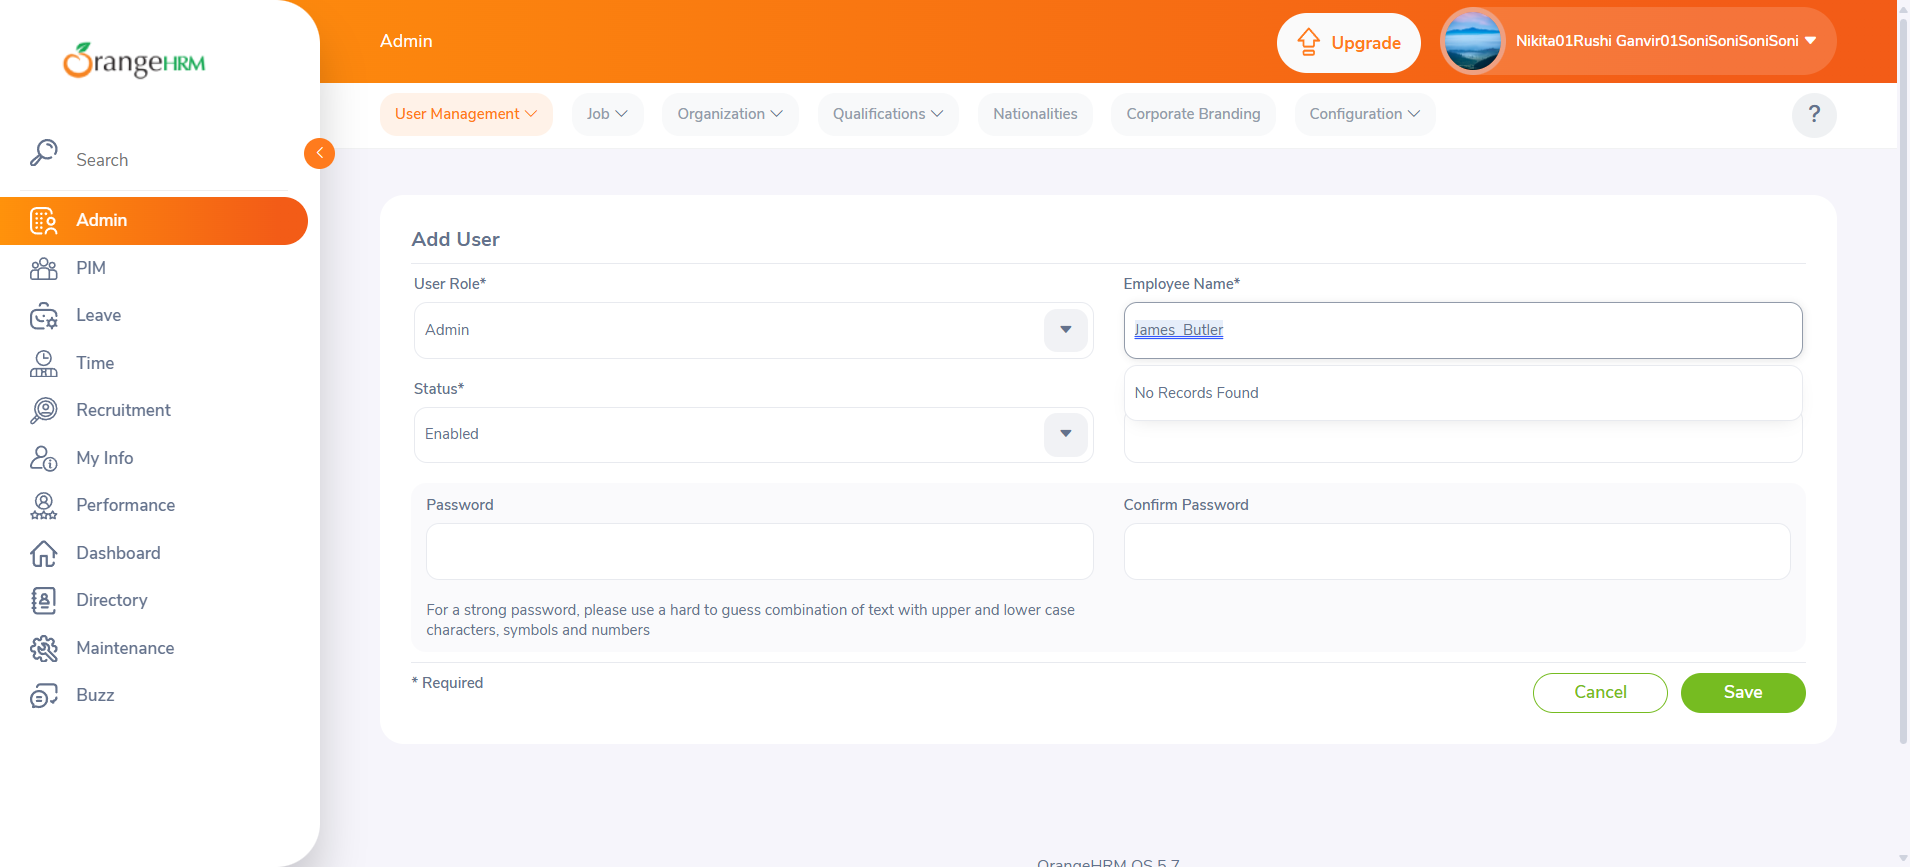 OrangeHRM
Admin
Upgrade
Nikita01Rushi Ganvir01SoniSoniSoniSoni
User Management
Job
Organization
Qualifications
Nationalities
Corporate Branding
Configuration
?
Search
Admin
PIM
Leave
Time
Recruitment
My Info
Performance
Dashboard
Directory
Maintenance
Buzz
Add User
User Role*
Employee Name*
Admin
James  Butler
Status*
No Records Found
Enabled
Password
Confirm Password
For a strong password, please use a hard to guess combination of text with upper and lower case
characters, symbols and numbers
* Required
Cancel
Save
OrangeHRM OS 5.7